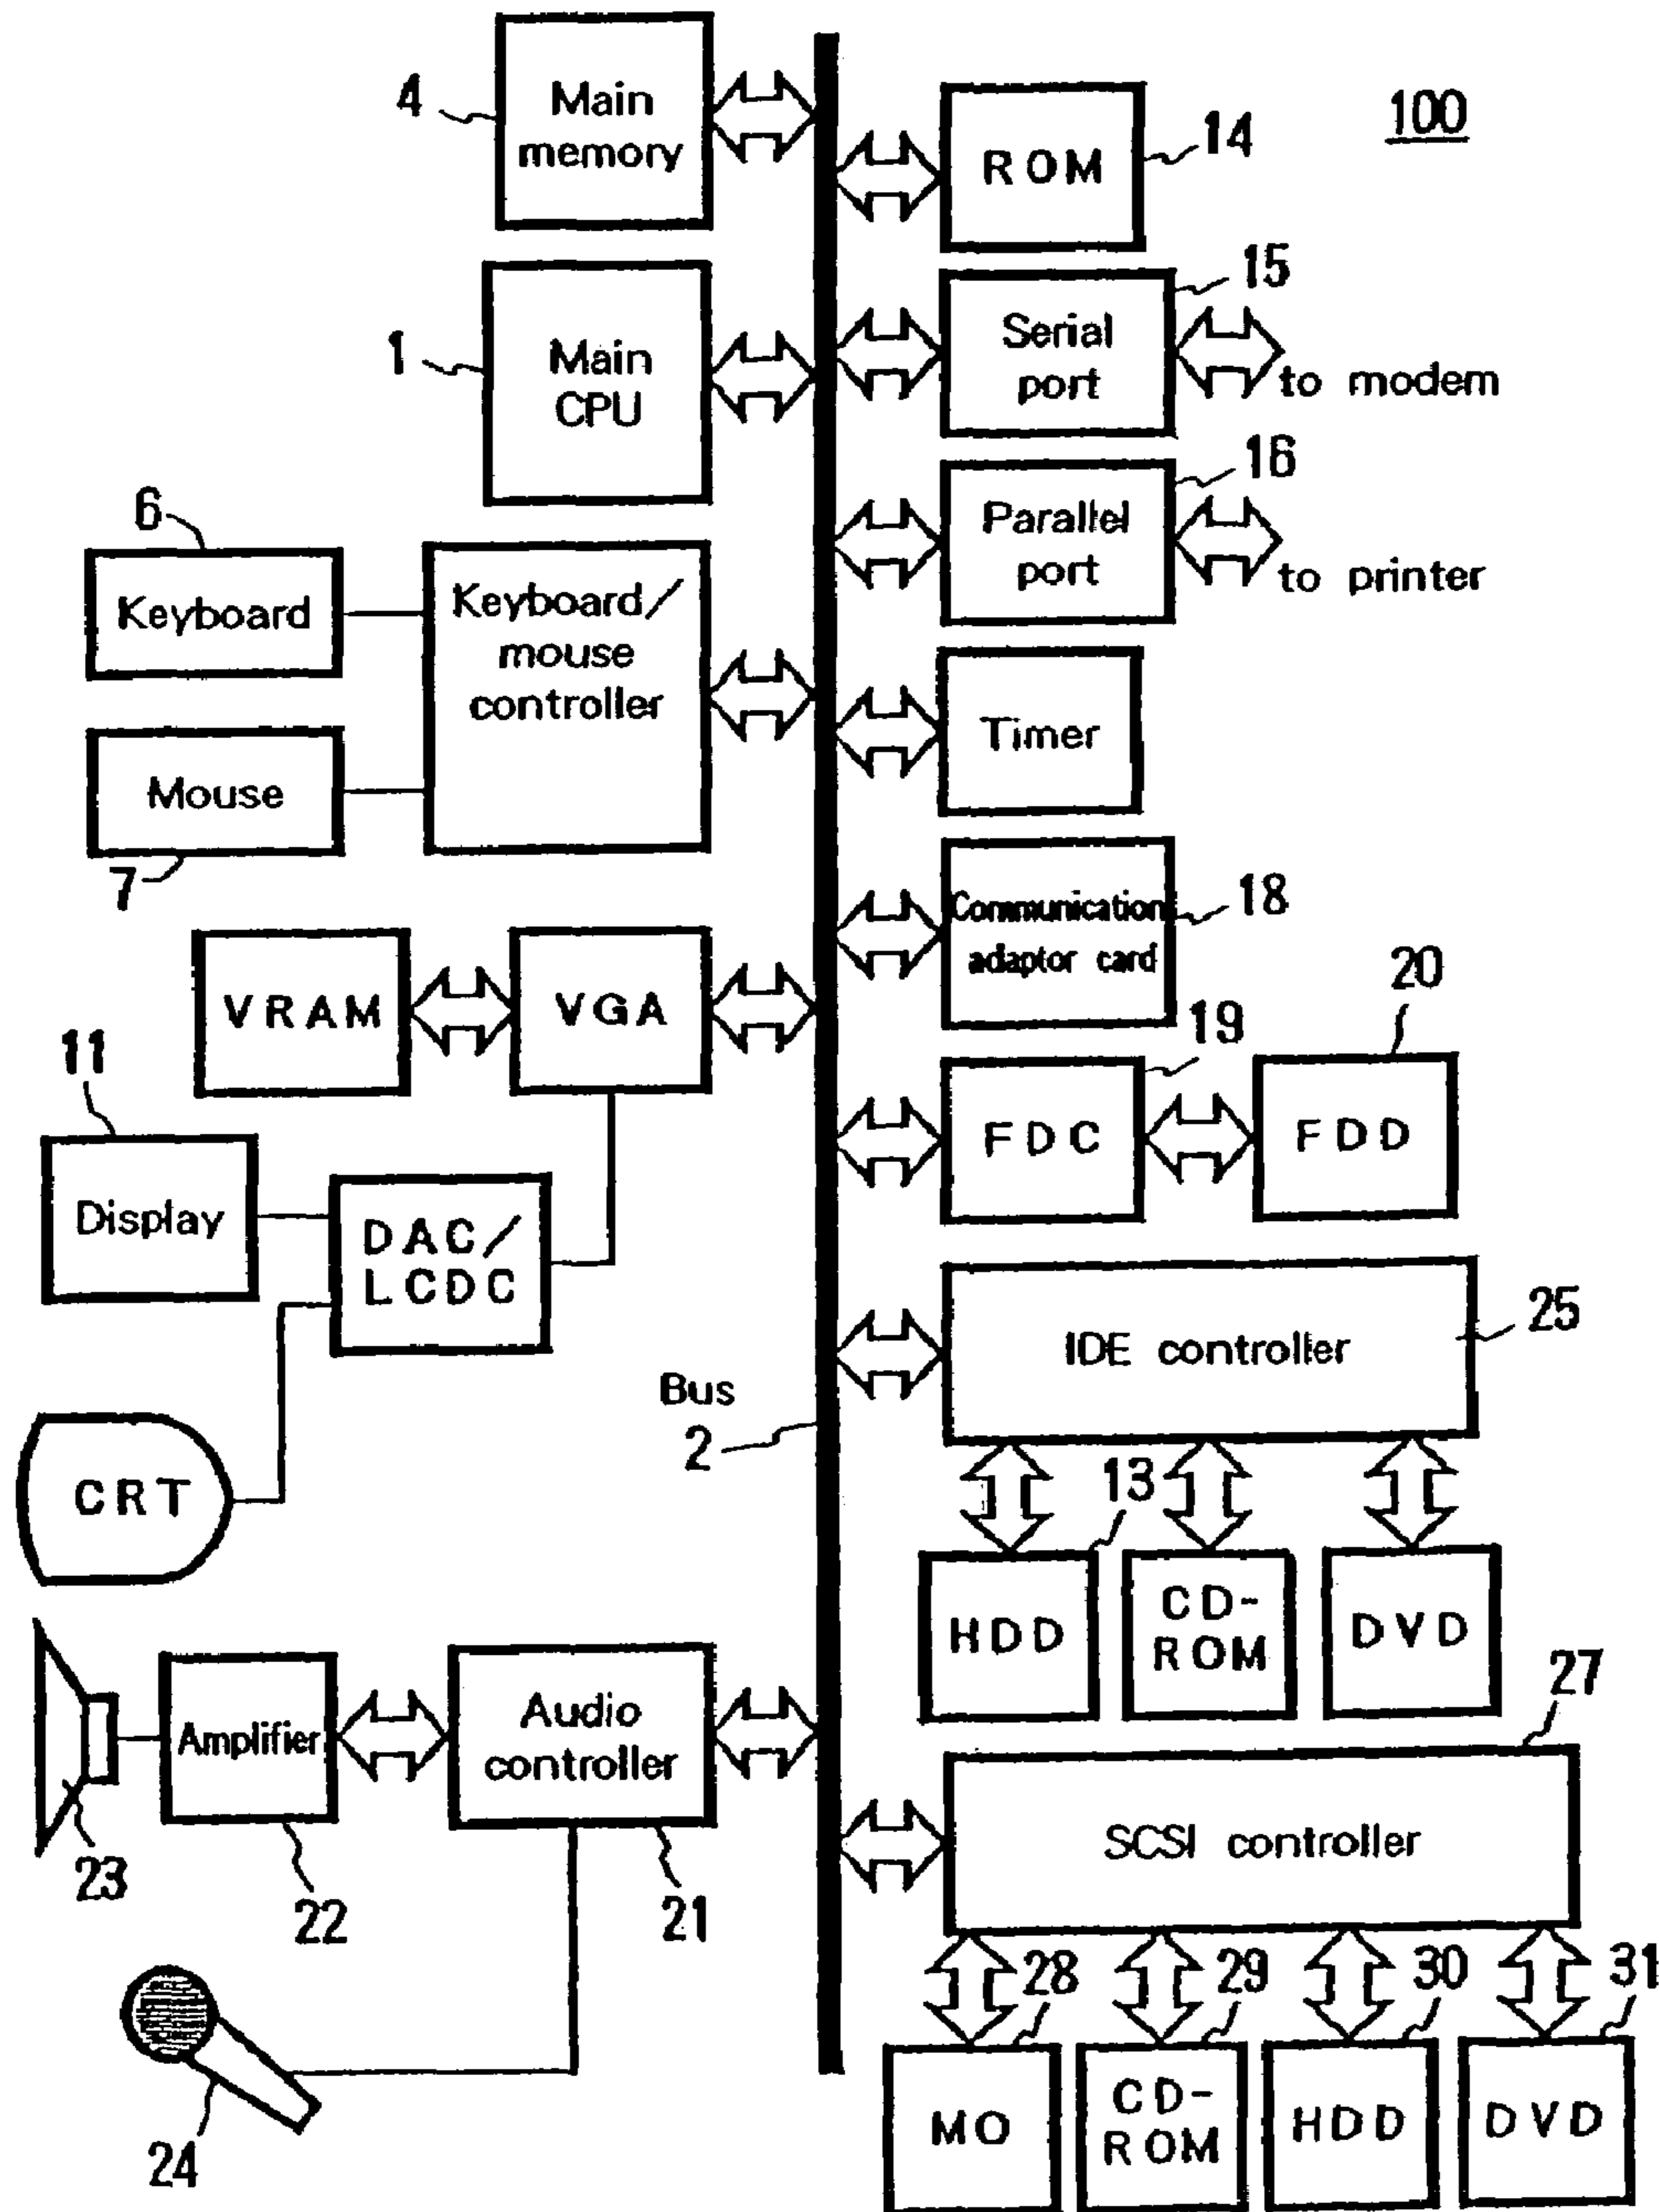 100
4
Main
memory
ROM
14
1
Main
CPU
Serial
port
15
to modem
6
Keyboard
Keyboard/
mouse
controller
Parallel
port
16
to printer
Mouse
7
Timer
Communication
adaptor card
18
VRAM
VGA
11
Display
DAC/
LCDC
19
FDC
20
FDD
CRT
Bus
2
IDE controller
25
13
HDD
CD-
ROM
DVD
23
Amplifier
22
Audio
controller
21
27
SCSI controller
24
28
29
30
31
MO
CD-
ROM
HDD
DVD